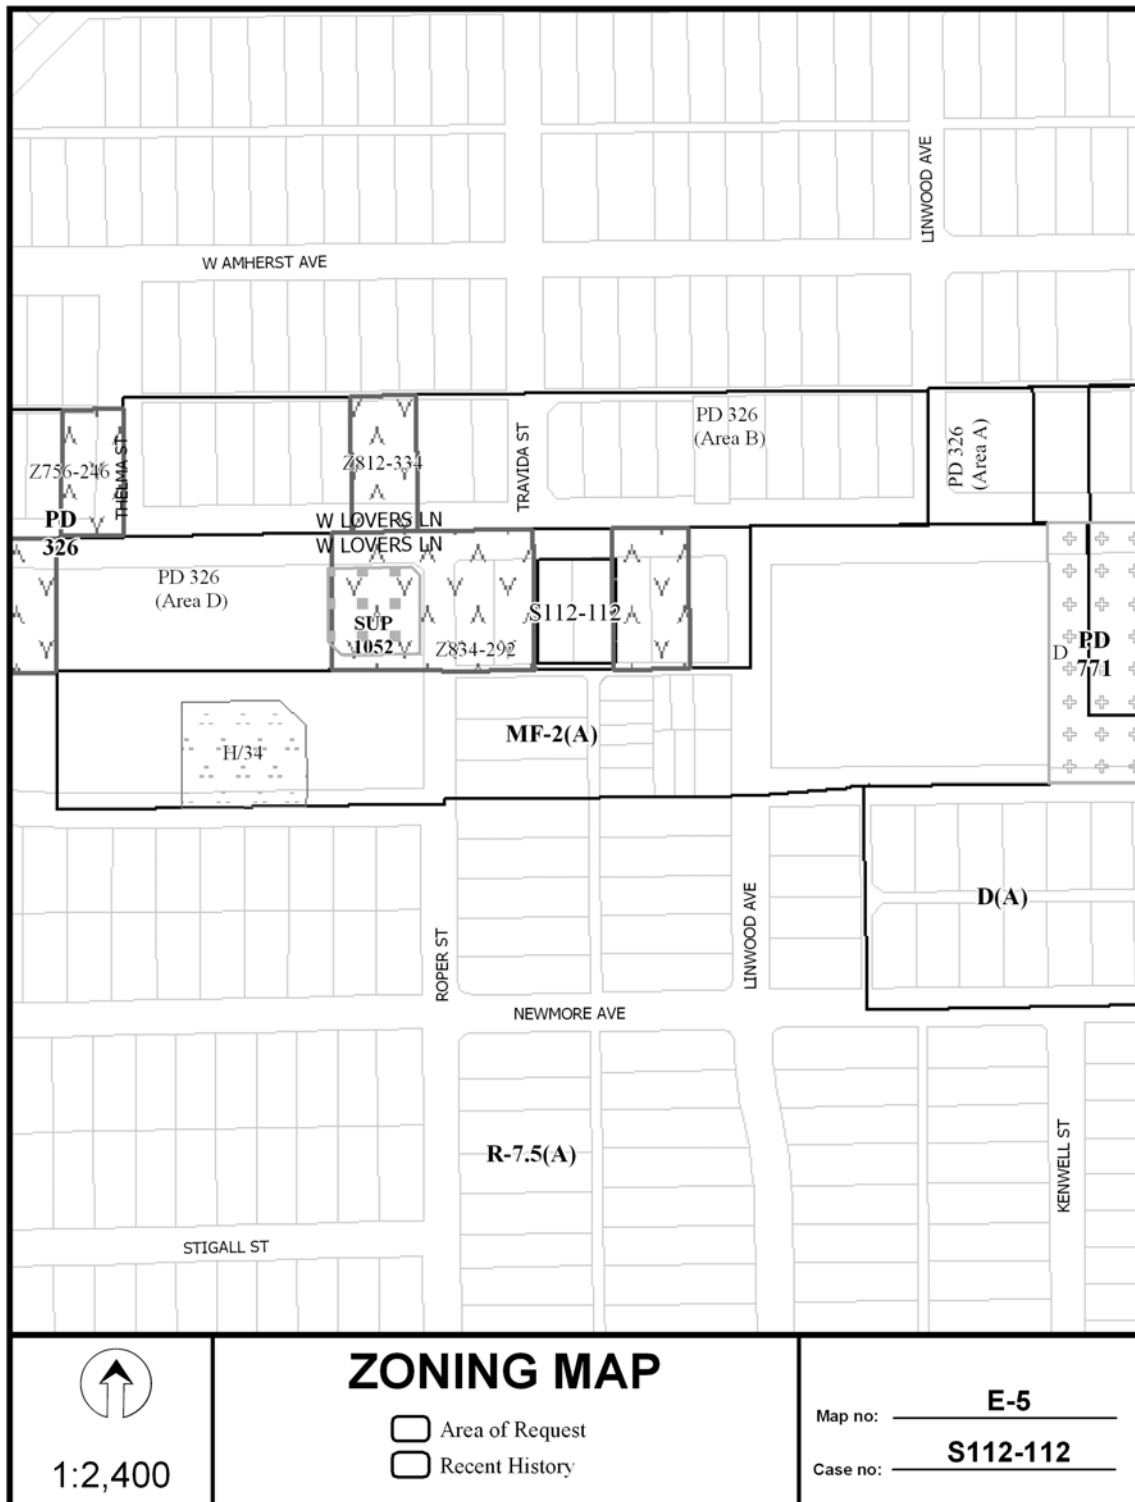 LINWOOD AVE
W AMHERST AVE
PD 326
(Area B)
PD 326
(Area A)
TRAVIDA ST
Z812-334
Z756-246
THELMA ST
PD
326
W LOVERS LN
W LOVERS LN
PD 326
(Area D)
SUP
1052
Z834-292
S112-112
D
PD
771
MF-2(A)
H/34
D(A)
ROPER ST
LINWOOD AVE
NEWMORE AVE
R-7.5(A)
KENWELL ST
STIGALL ST
1:2,400
ZONING MAP
Area of Request
Recent History
Map no: E-5
Case no: S112-112